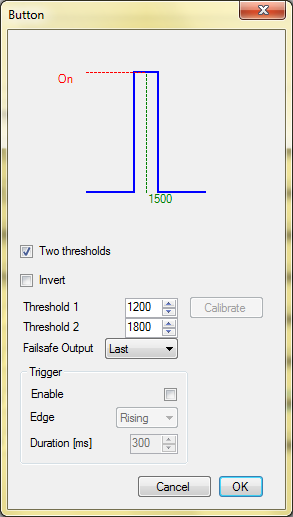 Button
On
1500
Two thresholds
Invert
Threshold 1 1200 Calibrate
Threshold 2 1800
Failsafe Output Last
Trigger
Enable
Edge Rising
Duration [ms] 300
Cancel OK